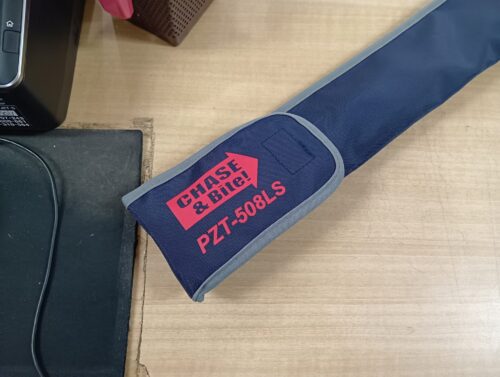 CHASE
& Bite!
PZT-508LS